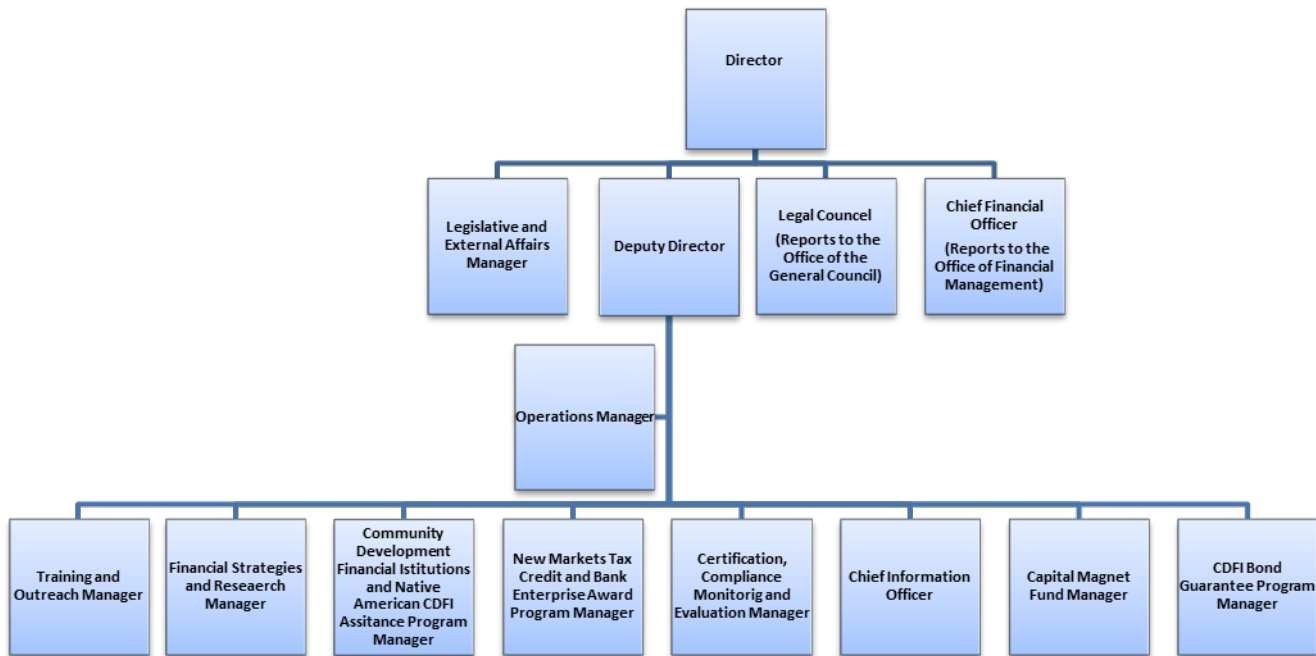 Director
Legislative and
External Affairs
Manager
Deputy Director
Legal Councel
(Reports to the
Office of the
General Council)
Chief Financial
Officer
(Reports to the
Office of Financial
Management)
Operations Manager
Training and
Outreach Manager
Financial Strategies
and Reseaerch
Manager
Community
Development
Financial Istitutions
and Native
American CDFI
Assitance Program
Manager
New Markets Tax
Credit and Bank
Enterprise Award
Program Manager
Certification,
Compliance
Monitorig and
Evaluation Manager
Chief Information
Officer
Capital Magnet
Fund Manager
CDFI Bond
Guarantee Program
Manager